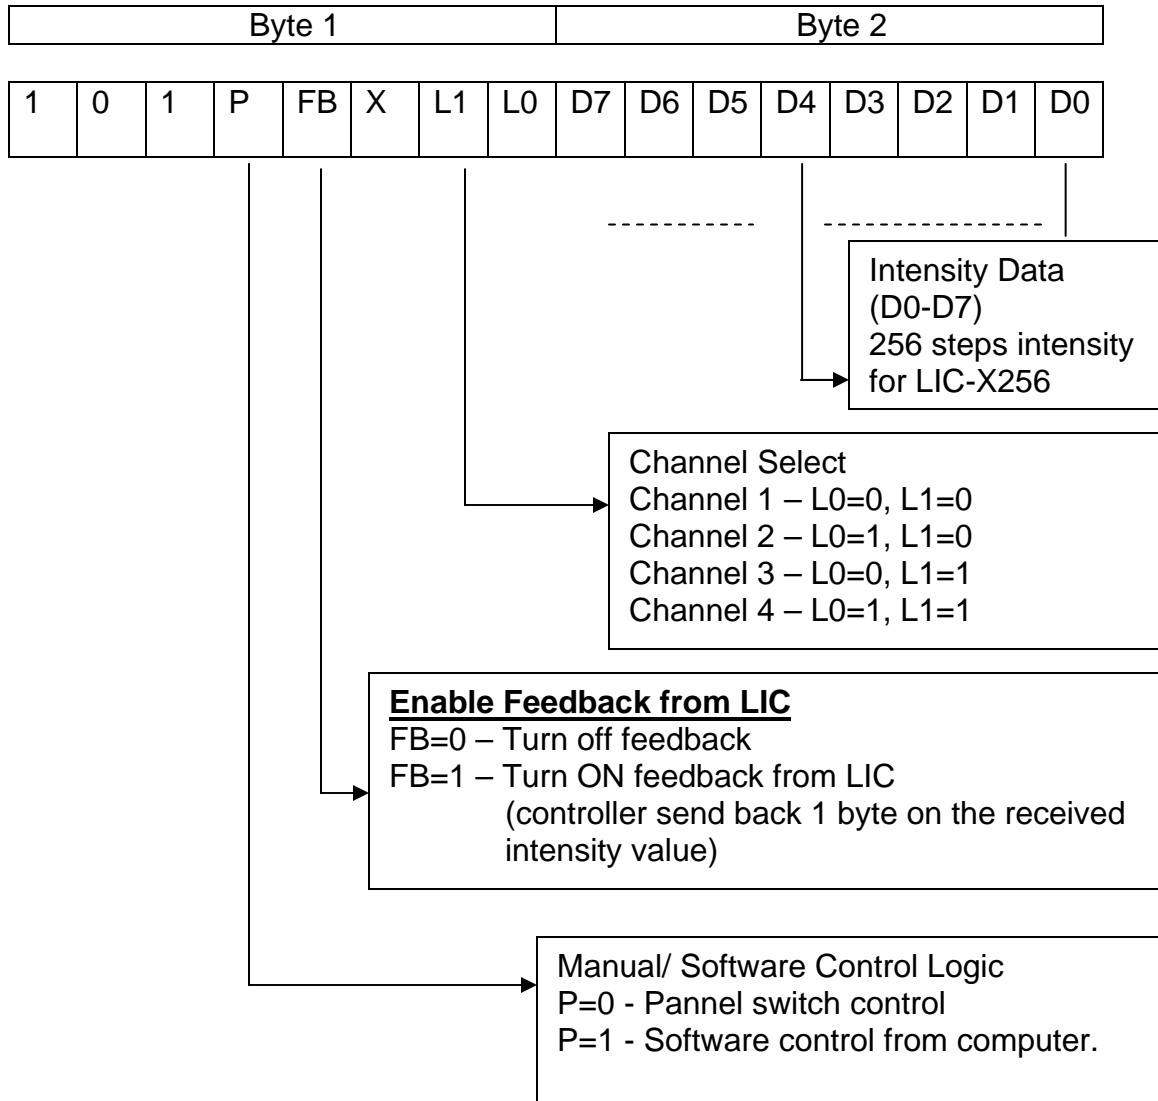 Byte 1 Byte 2
1 0 1 P FB X L1 L0 D7 D6 D5 D4 D3 D2 D1 D0
Intensity Data
(D0-D7)
256 steps intensity
for LIC-X256
Channel Select
Channel 1 – L0=0, L1=0
Channel 2 – L0=1, L1=0
Channel 3 – L0=0, L1=1
Channel 4 – L0=1, L1=1
Enable Feedback from LIC
FB=0 – Turn off feedback
FB=1 – Turn ON feedback from LIC
(controller send back 1 byte on the received
intensity value)
Manual/ Software Control Logic
P=0 - Pannel switch control
P=1 - Software control from computer.